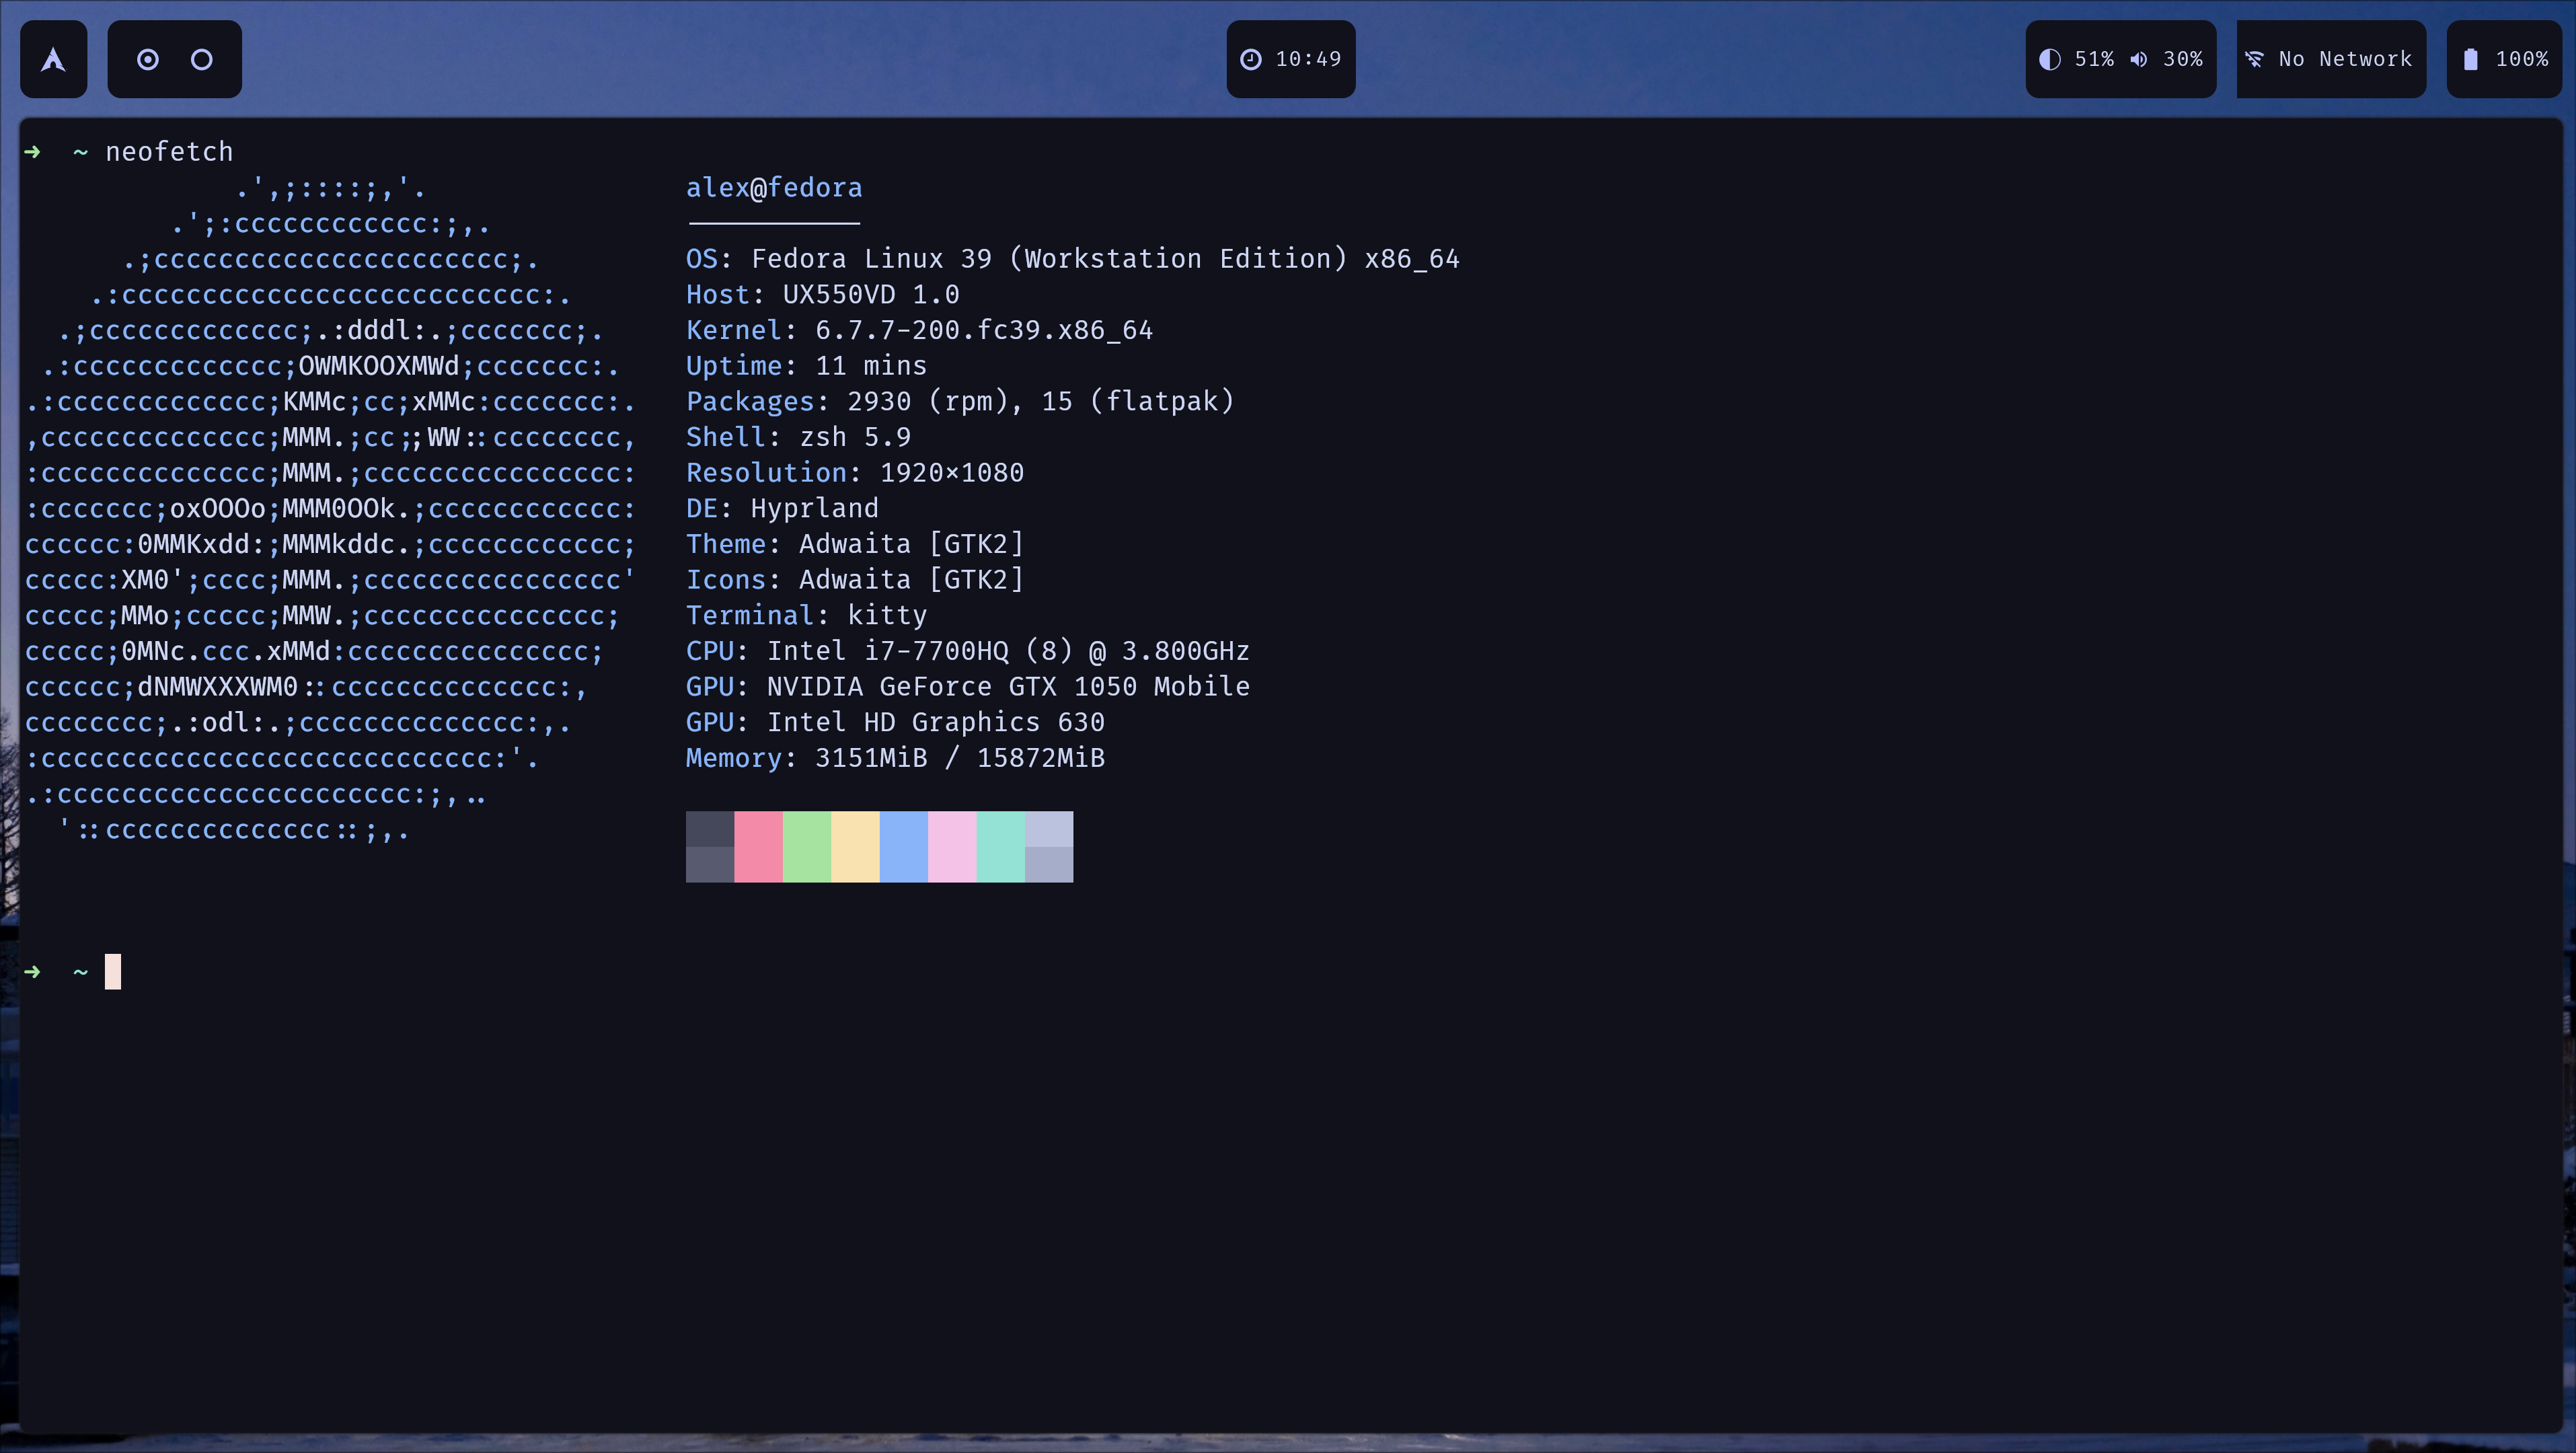 10:49
51% 30% No Network 100%
➜ ~ neofetch
.',;::::;,'. alex@fedora
.';:cccccccccccc:;,. -----------
.;cccccccccccccccccccccc;. OS: Fedora Linux 39 (Workstation Edition) x86_64
.:cccccccccccccccccccccccccc:. Host: UX550VD 1.0
.;ccccccccccccc;.:dddl:.;ccccccc;. Kernel: 6.7.7-200.fc39.x86_64
.:ccccccccccccc;OWMKOOXMWd;ccccccc:. Uptime: 11 mins
.:ccccccccccccc;KMMc;cc;xMMc:ccccccc:. Packages: 2930 (rpm), 15 (flatpak)
,cccccccccccccc;MMM.;cc;;WW::cccccccc, Shell: zsh 5.9
:cccccccccccccc;MMM.;cccccccccccccccc: Resolution: 1920×1080
:ccccccc;oxOOOo;MMM0OOk.;cccccccccccc: DE: Hyprland
cccccc:0MMKxdd:;MMMkddc.;cccccccccccc; Theme: Adwaita [GTK2]
ccccc:XM0';cccc;MMM.;cccccccccccccccc' Icons: Adwaita [GTK2]
ccccc;MMo;ccccc;MMW.;ccccccccccccccc; Terminal: kitty
ccccc;0MNc.ccc.xMMd:ccccccccccccccc; CPU: Intel i7-7700HQ (8) @ 3.800GHz
cccccc;dNMWXXXWM0::cccccccccccccc:, GPU: NVIDIA GeForce GTX 1050 Mobile
cccccccc;.:odl:.;cccccccccccccc:,. GPU: Intel HD Graphics 630
:cccccccccccccccccccccccccccc:'. Memory: 3151MiB / 15872MiB
.:cccccccccccccccccccccc:;,..
'::cccccccccccccc::;,.
➜ ~